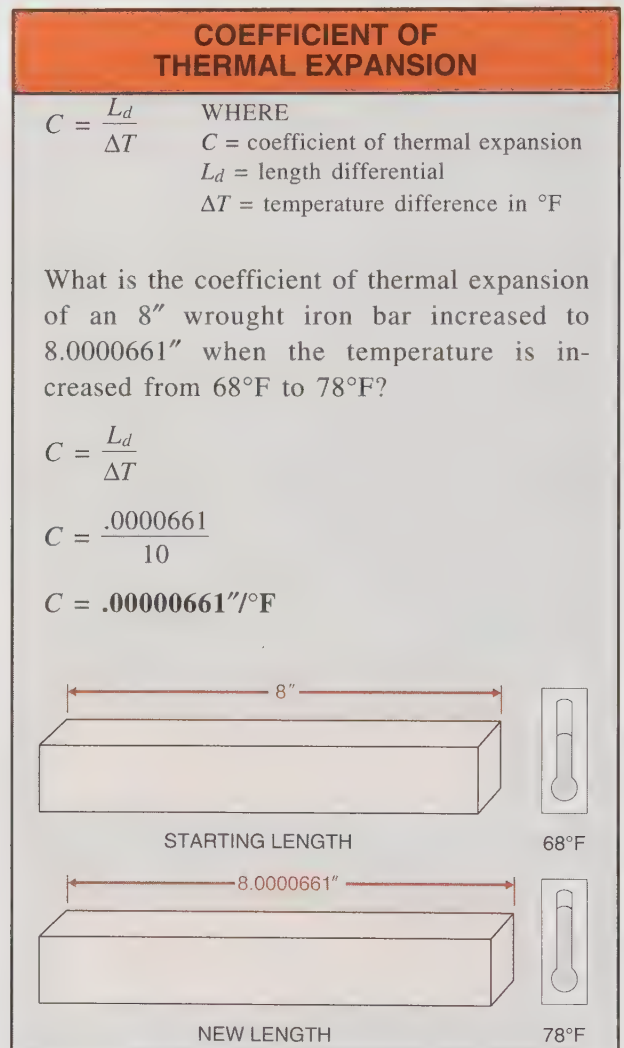 COEFFICIENT OF
THERMAL EXPANSION
C = L_d / ΔT
WHERE
C = coefficient of thermal expansion
L_d = length differential
ΔT = temperature difference in °F
What is the coefficient of thermal expansion
of an 8″ wrought iron bar increased to
8.0000661″ when the temperature is in-
creased from 68°F to 78°F?
C = L_d / ΔT
C = .0000661 / 10
C = .00000661″/°F
8″
STARTING LENGTH
68°F
8.0000661″
NEW LENGTH
78°F